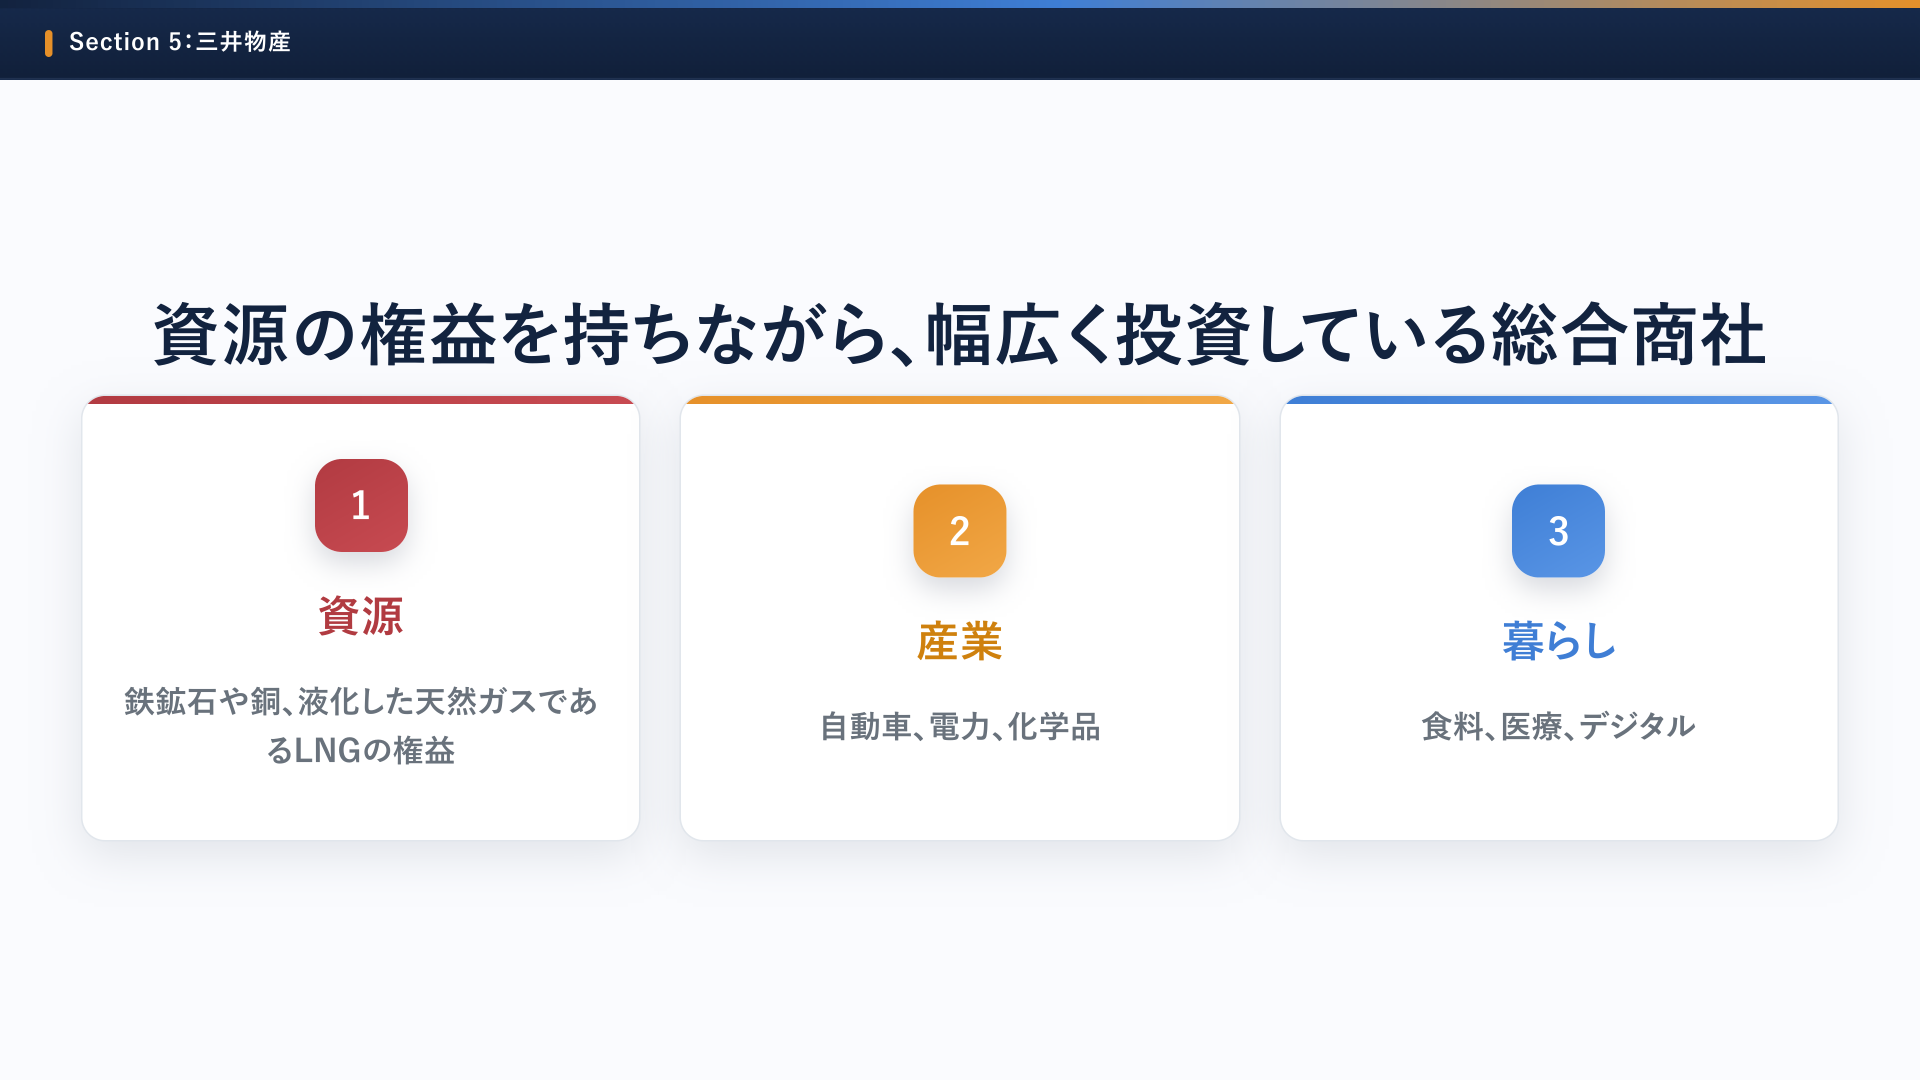 Section 5：三井物産
資源の権益を持ちながら、幅広く投資している総合商社
1
資源
鉄鉱石や銅、液化した天然ガスであ
るLNGの権益
2
産業
自動車、電力、化学品
3
暮らし
食料、医療、デジタル